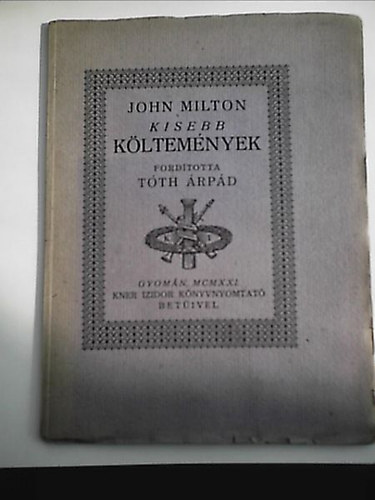 JOHN MILTON
KISEBB
KÖLTEMÉNYEK
FORDÍTOTTA
TÓTH ÁRPÁD
K I
GYOMÁN, MCMXXI
KNER IZIDOR KÖNYVNYOMTATÓ
BETŰIVEL